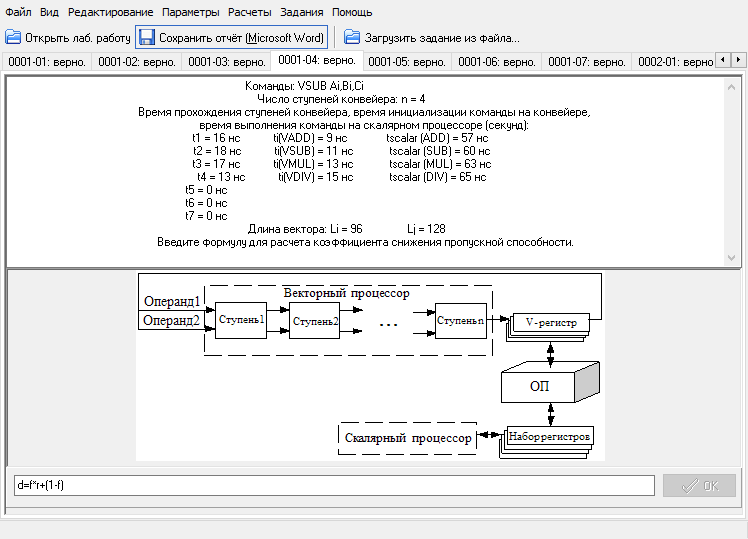 Файл Вид Редактирование Параметры Расчеты Задания Помощь
Открыть лаб. работу Сохранить отчёт (Microsoft Word) Загрузить задание из файла...
0001-01: верно. 0001-02: верно. 0001-03: верно. 0001-04: верно. 0001-05: верно. 0001-06: верно. 0001-07: верно. 0002-01: верно
Команды: VSUB Ai,Bi,Ci
Число ступеней конвейера: n = 4
Время прохождения ступеней конвейера, время инициализации команды на конвейере,
время выполнения команды на скалярном процессоре (секунд):
t1 = 16 нс ti(VADD) = 9 нс tscalar (ADD) = 57 нс
t2 = 18 нс ti(VSUB) = 11 нс tscalar (SUB) = 60 нс
t3 = 17 нс ti(VMUL) = 13 нс tscalar (MUL) = 63 нс
t4 = 13 нс ti(VDIV) = 15 нс tscalar (DIV) = 65 нс
t5 = 0 нс
t6 = 0 нс
t7 = 0 нс
Длина вектора: Li = 96 Lj = 128
Введите формулу для расчета коэффициента снижения пропускной способности.
Векторный процессор
Операнд1
Операнд2
Ступень1 Ступень2 ... Ступеньn V-регистр
ОП
Скалярный процессор Наборрегистров
d=f*r+(1-f) OK